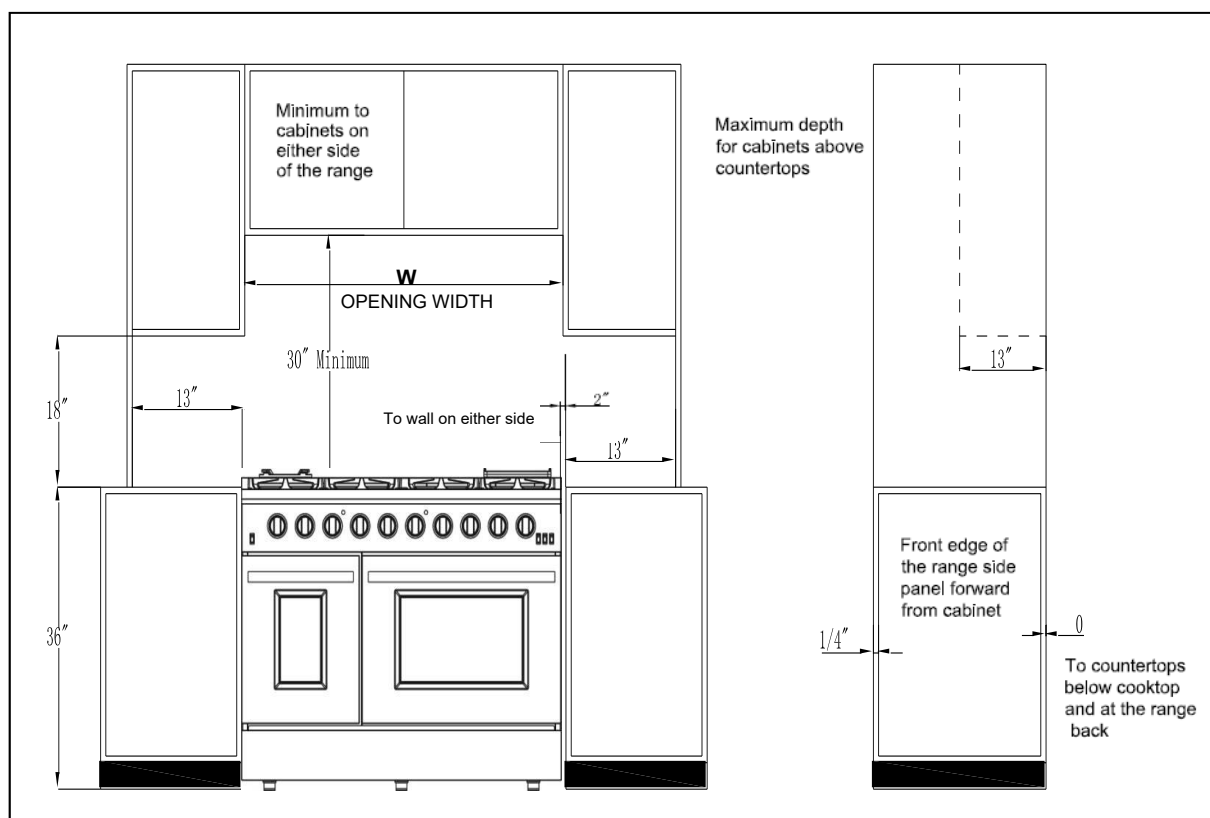 Minimum to
cabinets on
either side
of the range
Maximum depth
for cabinets above
countertops
W
OPENING WIDTH
30" Minimum
13"
18"
13"
To wall on either side
2"
13"
36"
Front edge of
the range side
panel forward
from cabinet
1/4"
0
To countertops
below cooktop
and at the range
back